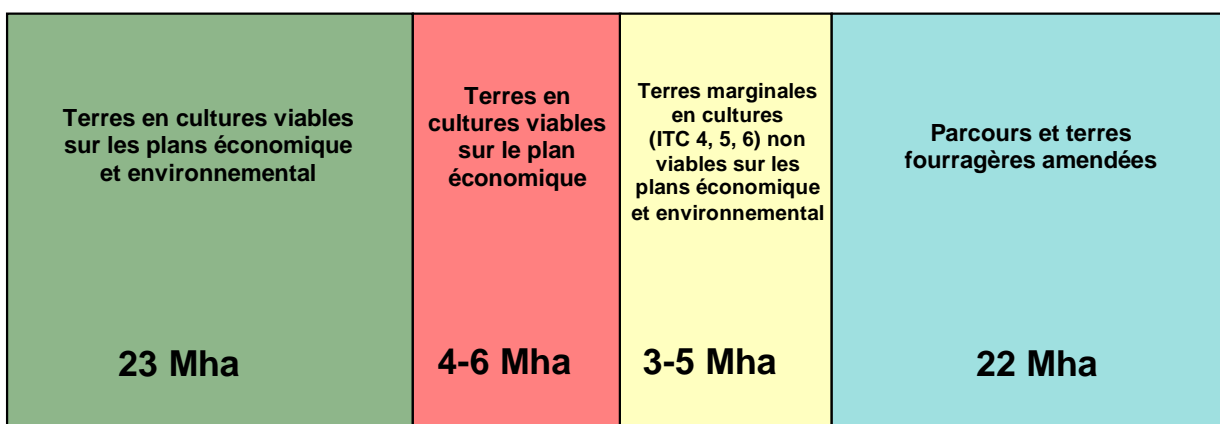 Terres en cultures viables
sur les plans économique
et environnemental
23 Mha
Terres en
cultures viables
sur le plan
économique
4-6 Mha
Terres marginales
en cultures
(ITC 4, 5, 6) non
viables sur les
plans économique
et environnemental
3-5 Mha
Parcours et terres
fourragères amendées
22 Mha